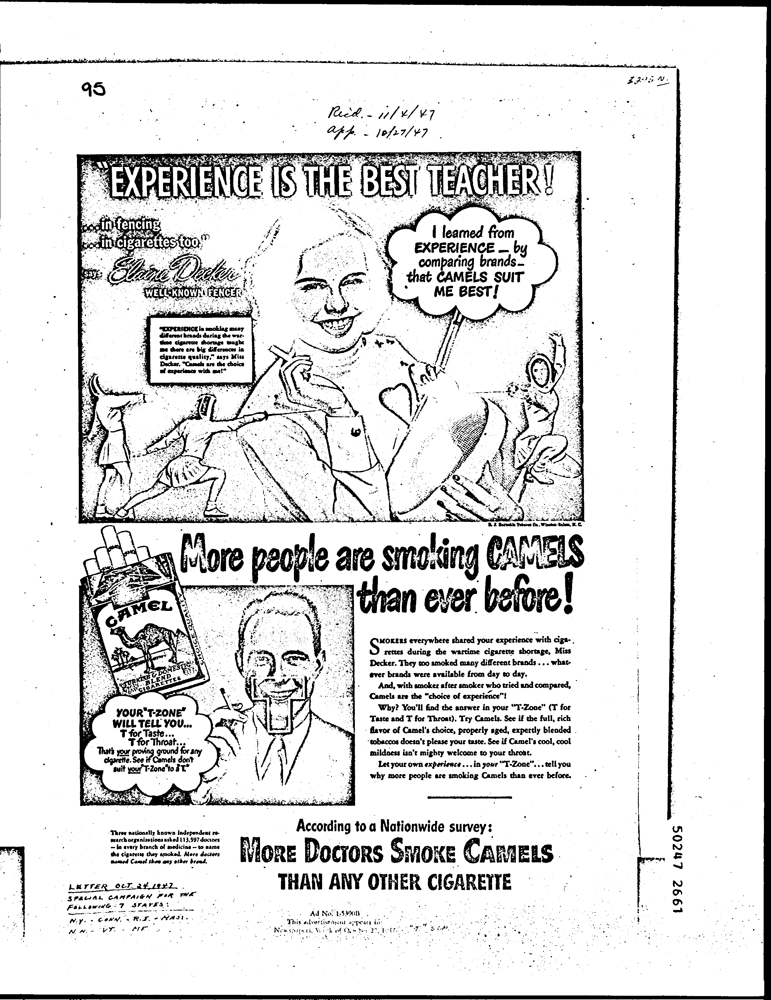 95
Rec'd. - 11/4/47
app - 10/27/47
"EXPERIENCE IS THE BEST TEACHER!
...in fencing
...in cigarettes too,"
says Elaine Decker
WELL-KNOWN FENCER
I learned from
EXPERIENCE — by
comparing brands —
that CAMELS SUIT
ME BEST!
"EXPERIENCE in smoking many
different brands during the war-
time cigarette shortage taught
me there are big differences in
cigarette quality," says Miss
Decker. "Camels are the choice
of experience with me!"
R. J. Reynolds Tobacco Co., Winston-Salem, N. C.
More people are smoking CAMELS
than ever before!
CAMEL
TURKISH & DOMESTIC
BLEND
CIGARETTES
YOUR "T-ZONE"
WILL TELL YOU...
T for Taste...
T for Throat...
That's your proving ground for any
cigarette. See if Camels don't
suit your "T-Zone" to a "T."
SMOKERS everywhere shared your experience with ciga-
rettes during the wartime cigarette shortage, Miss
Decker. They too smoked many different brands...what-
ever brands were available from day to day.
And, with smoker after smoker who tried and compared,
Camels are the "choice of experience"!
Why? You'll find the answer in your "T-Zone" (T for
Taste and T for Throat). Try Camels. See if the full, rich
flavor of Camel's choice, properly aged, expertly blended
tobaccos doesn't please your taste. See if Camel's cool, cool
mildness isn't mighty welcome to your throat.
Let your own experience...in your "T-Zone"...tell you
why more people are smoking Camels than ever before.
Three nationally known independent re-
search organizations asked 113,597 doctors
— in every branch of medicine — to name
the cigarette they smoked. More doctors
named Camel than any other brand.
According to a Nationwide survey:
MORE DOCTORS SMOKE CAMELS
THAN ANY OTHER CIGARETTE
LETTER OCT 24, 1947
SPECIAL CAMPAIGN FOR THE
FOLLOWING 7 STATES:
N.Y. - CONN. - R.I. - MASS.
N.H. - VT. - ME
Ad No.
This advertisement appears in:
Newspapers, Week of
50247 2661